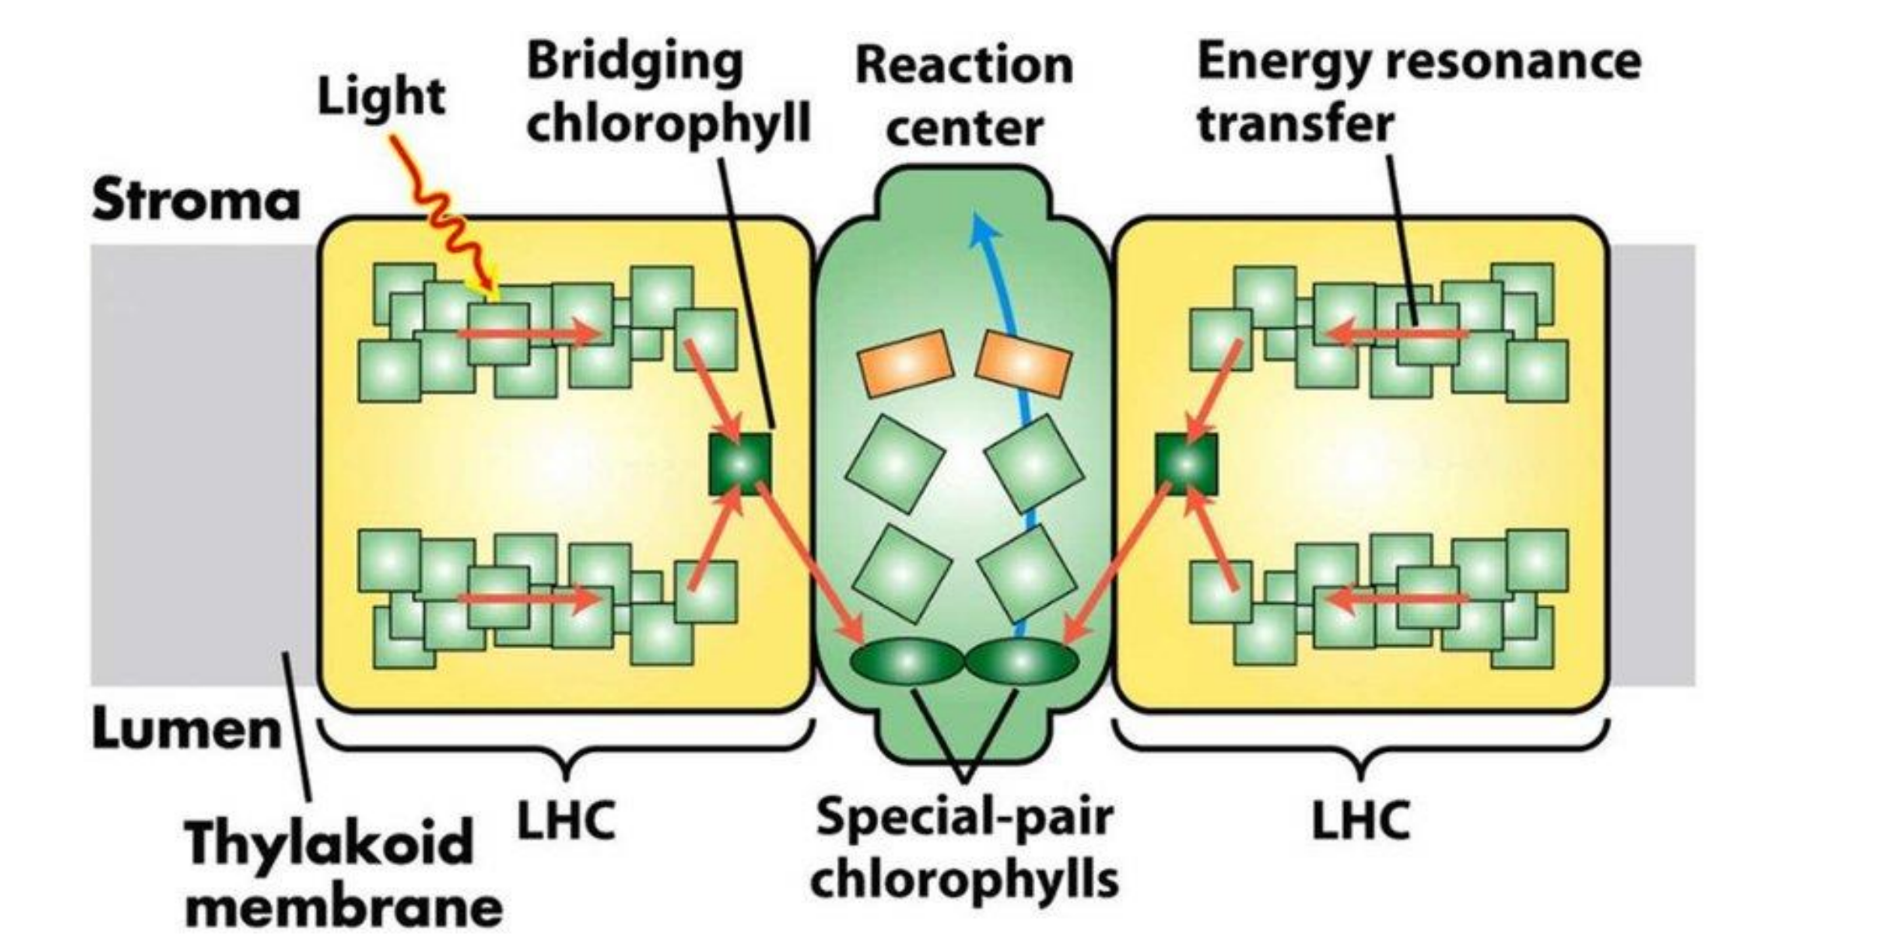 Light
Bridging
chlorophyll
Reaction
center
Energy resonance
transfer
Stroma
Lumen
Thylakoid
membrane
LHC
Special-pair
chlorophylls
LHC